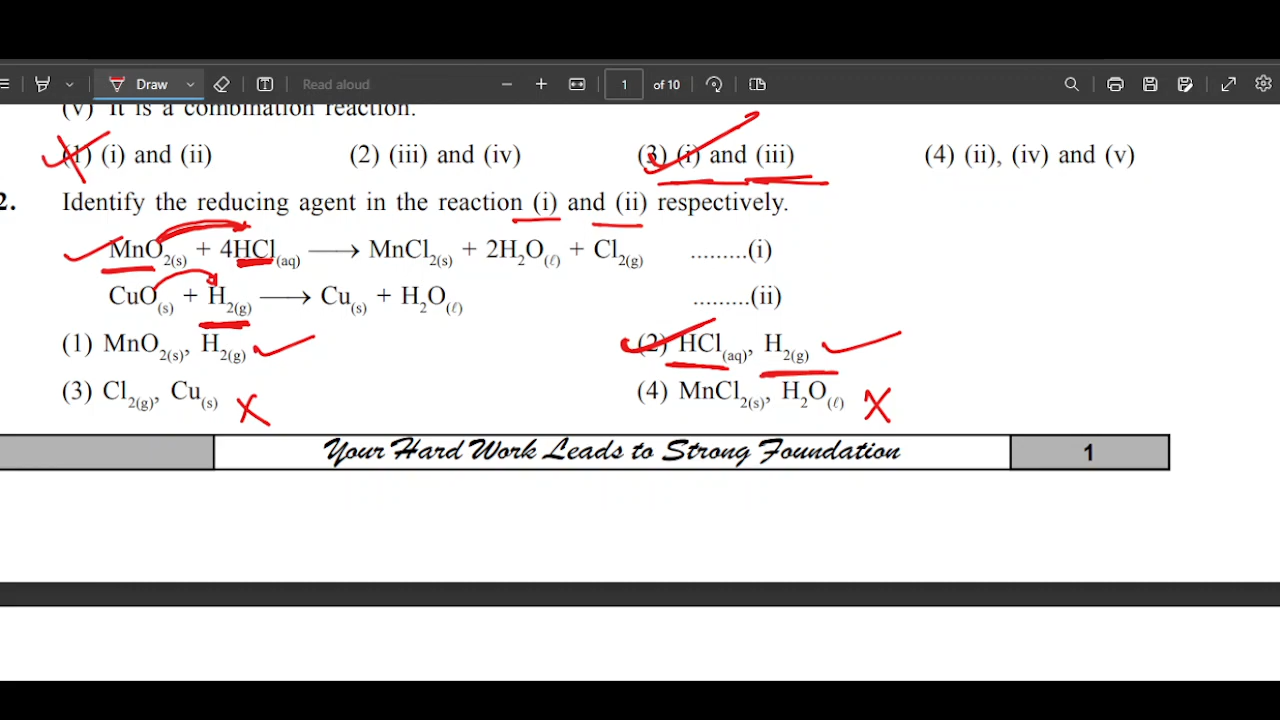 Draw Read aloud 1 of 10
(v) It is a combination reaction.
(1) (i) and (ii) (2) (iii) and (iv) (3) (i) and (iii) (4) (ii), (iv) and (v)
2. Identify the reducing agent in the reaction (i) and (ii) respectively.
MnO₂(s) + 4HCl(aq) ⟶ MnCl₂(s) + 2H₂O(ℓ) + Cl₂(g) .........(i)
CuO(s) + H₂(g) ⟶ Cu(s) + H₂O(ℓ) .........(ii)
(1) MnO₂(s), H₂(g) (2) HCl(aq), H₂(g)
(3) Cl₂(g), Cu(s) (4) MnCl₂(s), H₂O(ℓ)
Your Hard Work Leads to Strong Foundation 1